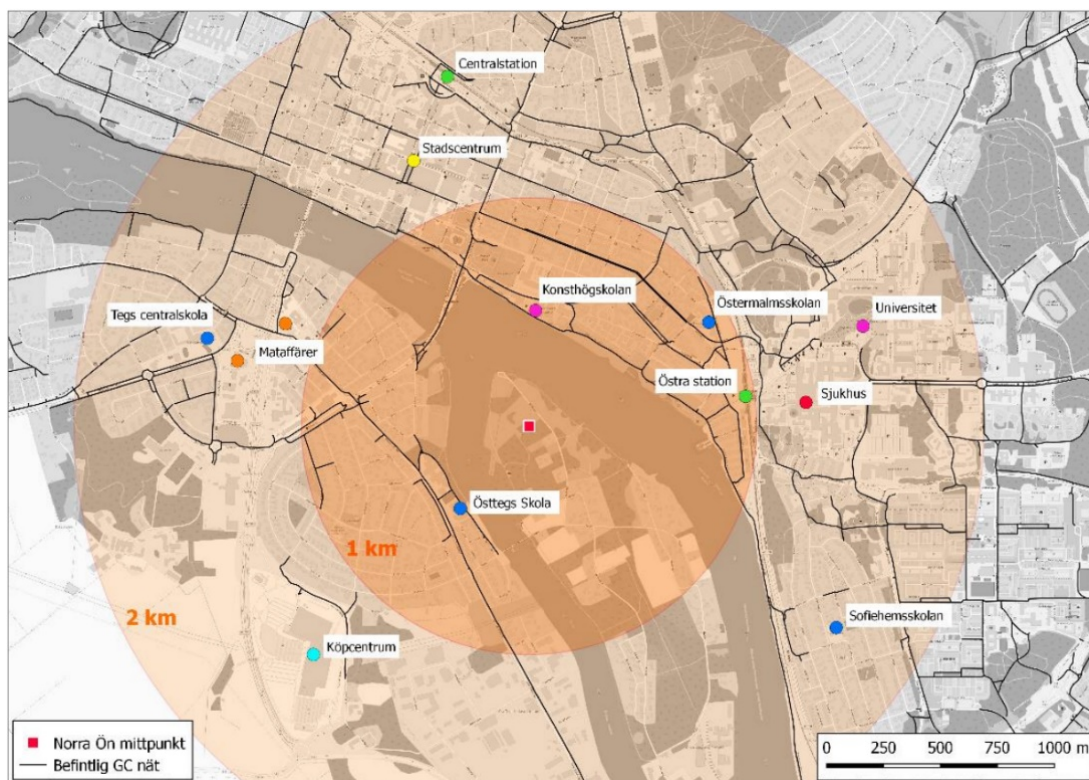 Centralstation
Stadscentrum
Konsthögskolan
Östermalmsskolan
Universitet
Tegs centralskola
Mataffärer
Östra station
Sjukhus
Östtegs Skola
1 km
2 km
Sofiehemsskolan
Köpcentrum
Norra Ön mittpunkt
Befintlig GC nät
0 250 500 750 1000 m